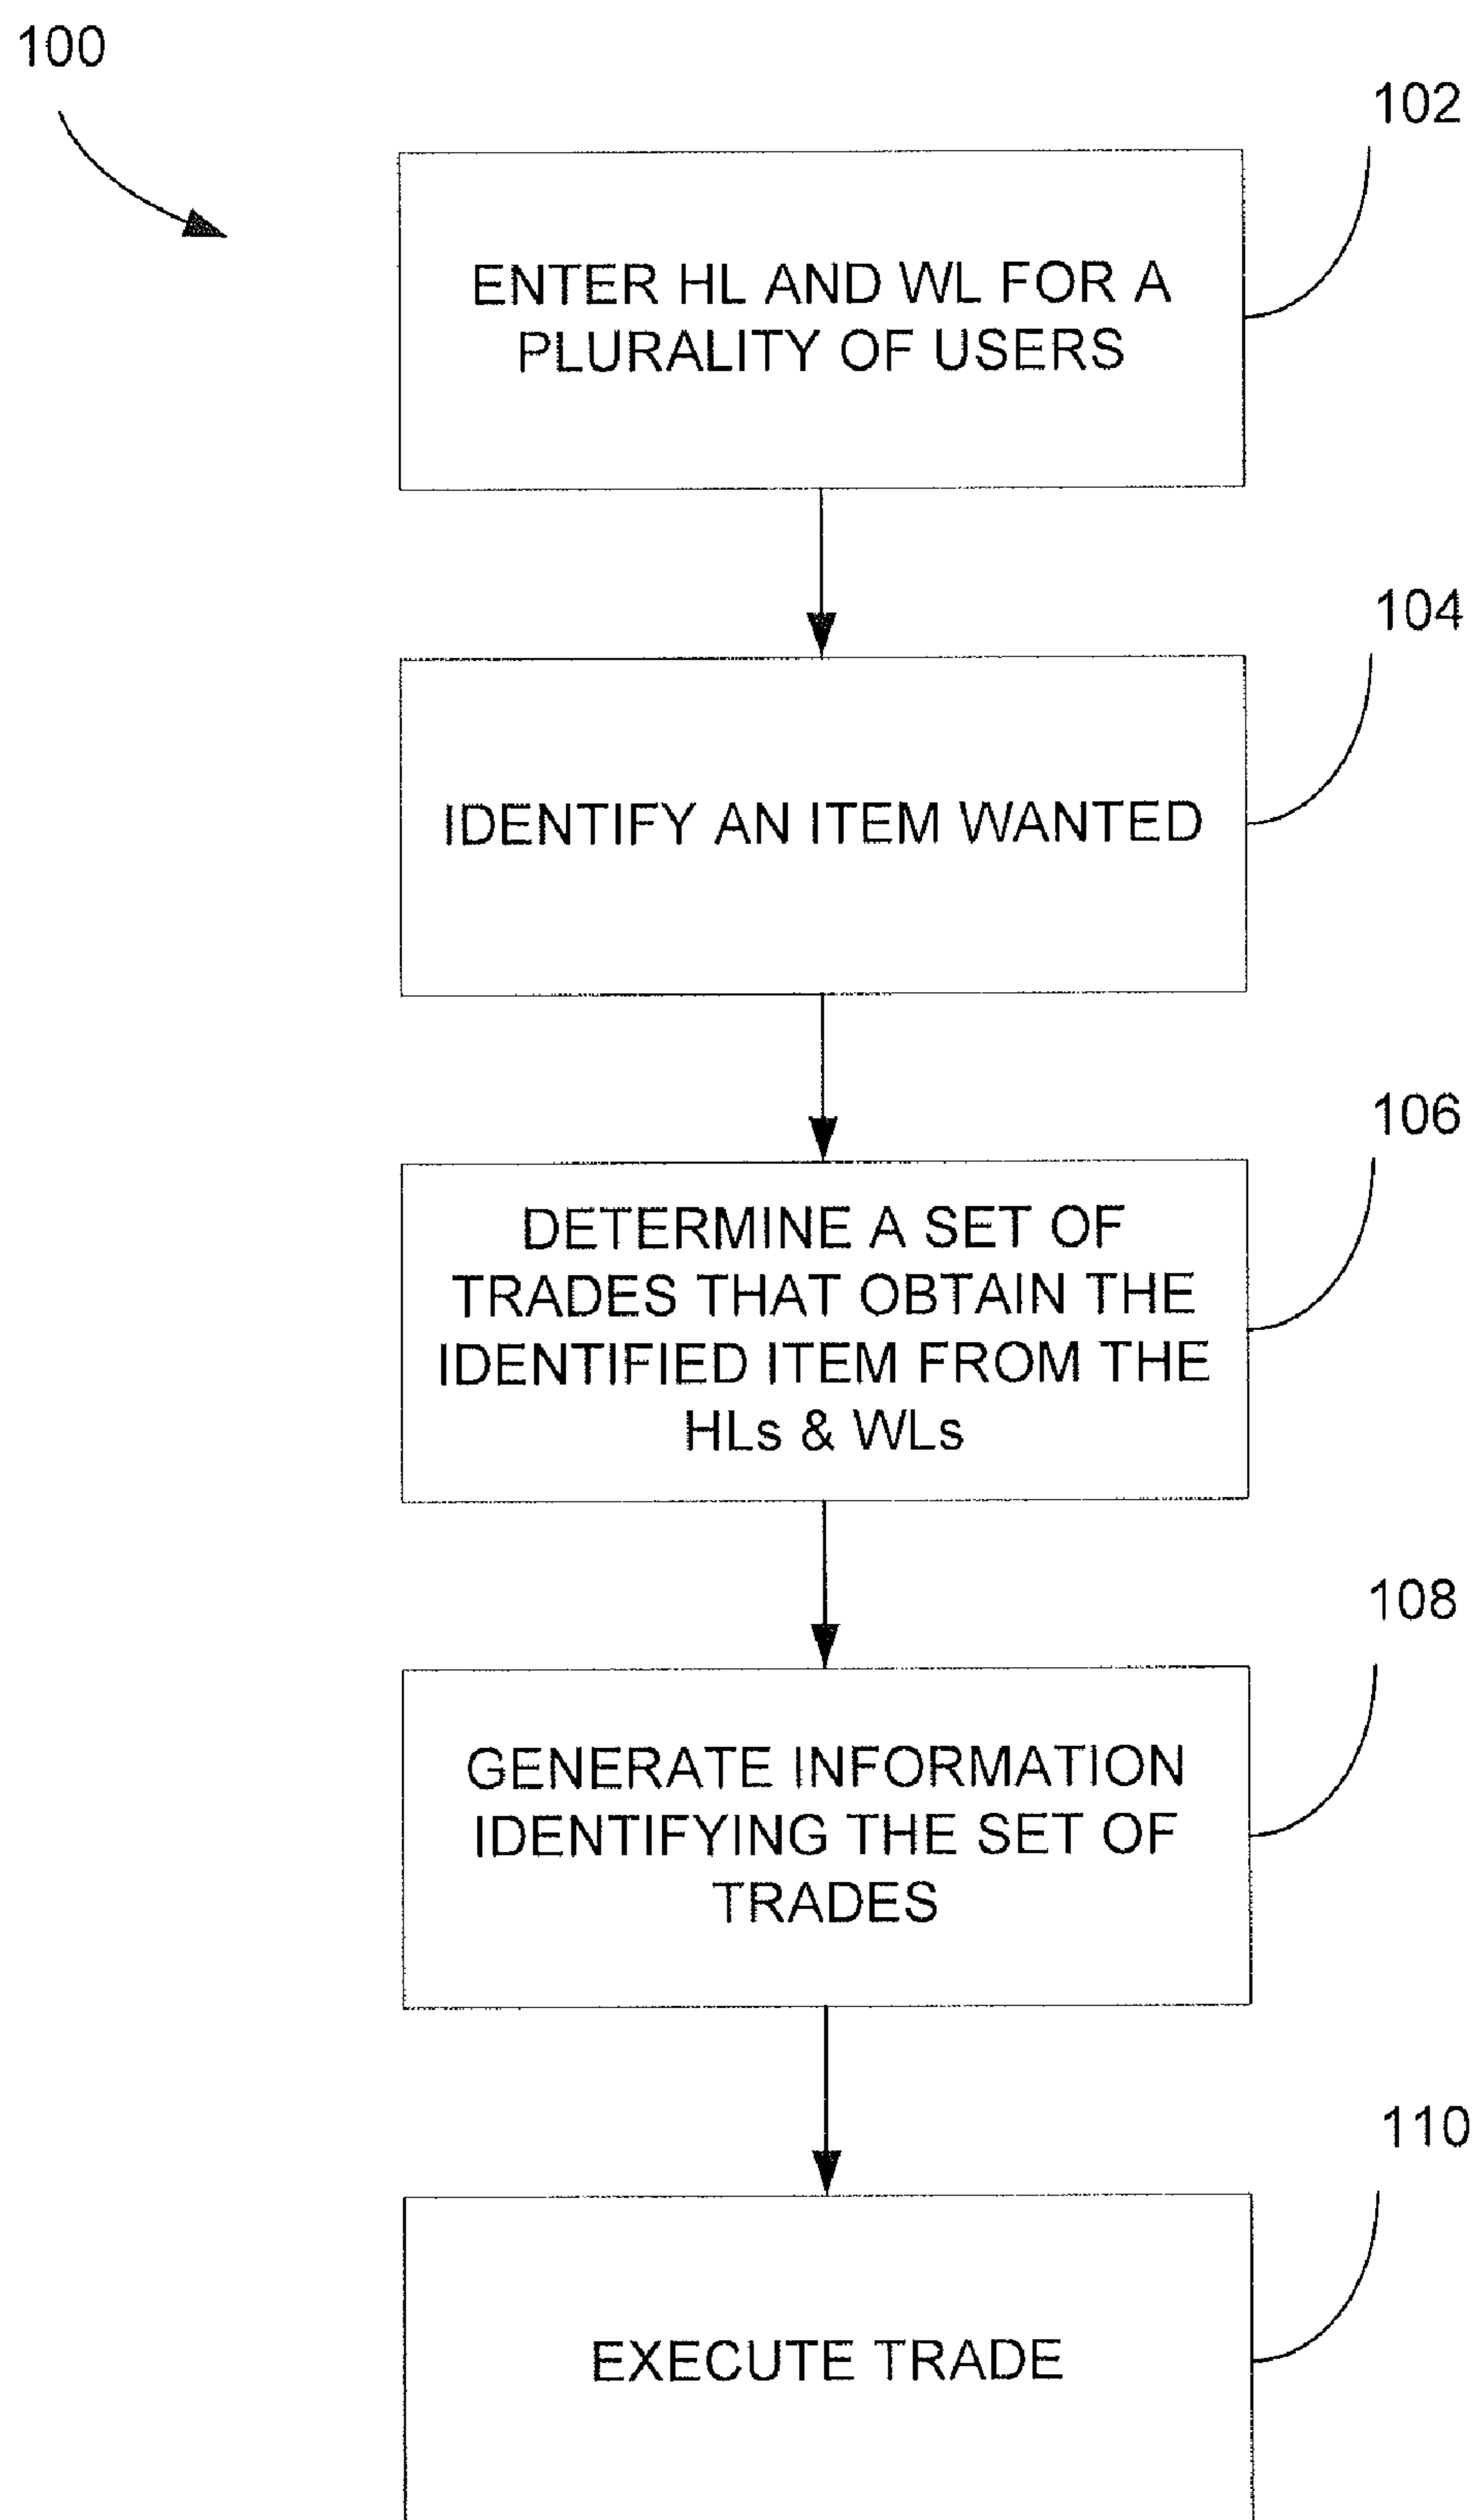 100
102
ENTER HL AND WL FOR A
PLURALITY OF USERS
104
IDENTIFY AN ITEM WANTED
106
DETERMINE A SET OF
TRADES THAT OBTAIN THE
IDENTIFIED ITEM FROM THE
HLs & WLs
108
GENERATE INFORMATION
IDENTIFYING THE SET OF
TRADES
110
EXECUTE TRADE